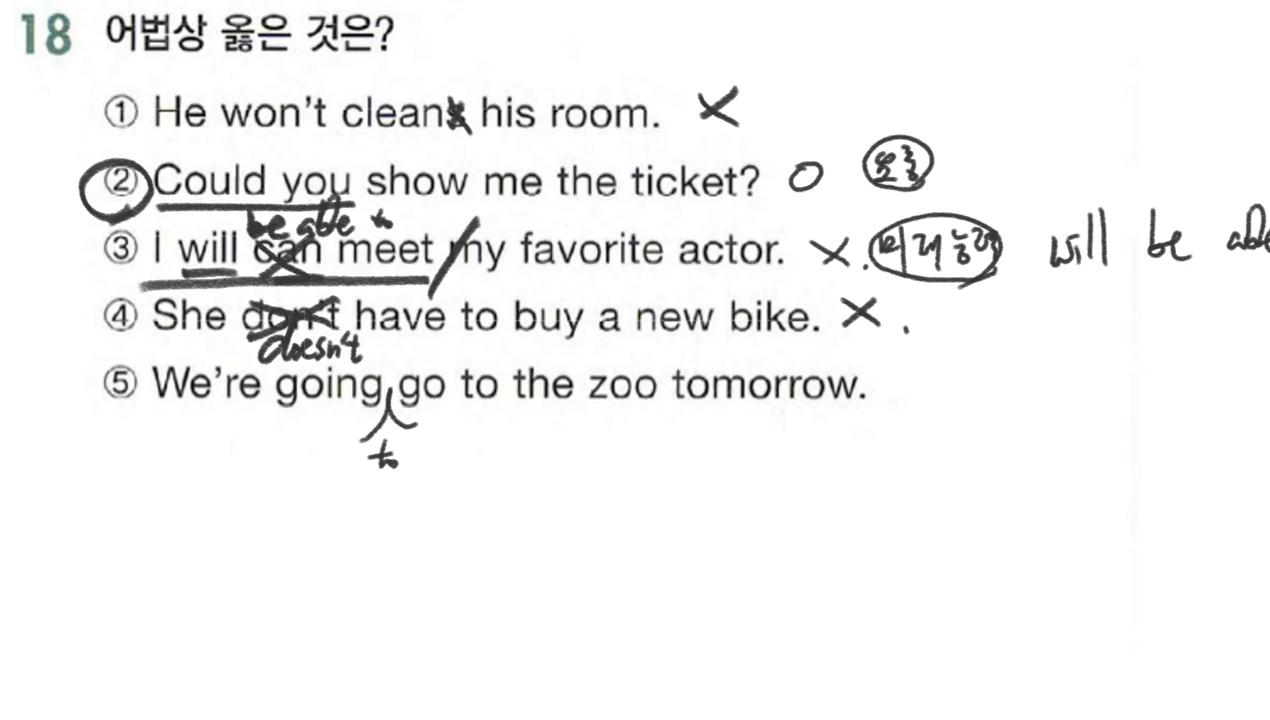 18 어법상 옳은 것은?
① He won't cleans his room. X
② Could you show me the ticket? O
be able to
③ I will can meet my favorite actor. X. 미래능력 will be able
④ She don't have to buy a new bike. X.
doesn't
⑤ We're going go to the zoo tomorrow.
to